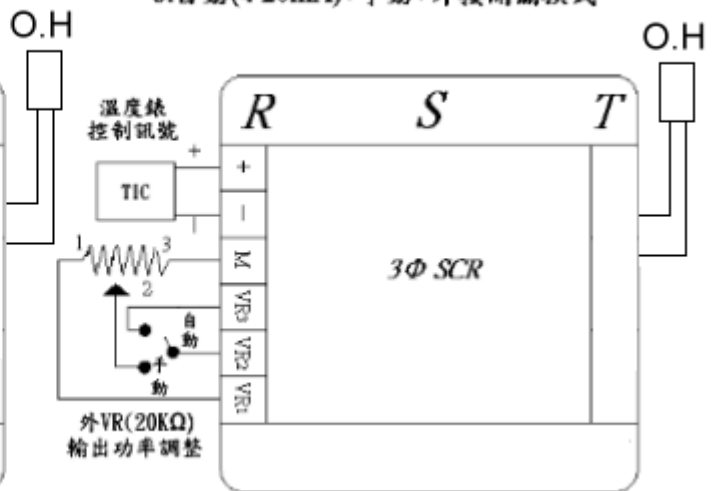 O.H
O.H
溫度錶
控制訊號
R S T
+
+
TIC
−
−
1 3
2
M
3Φ SCR
VR3
自動
VR2
手動
VR1
外VR(20KΩ)
輸出功率調整